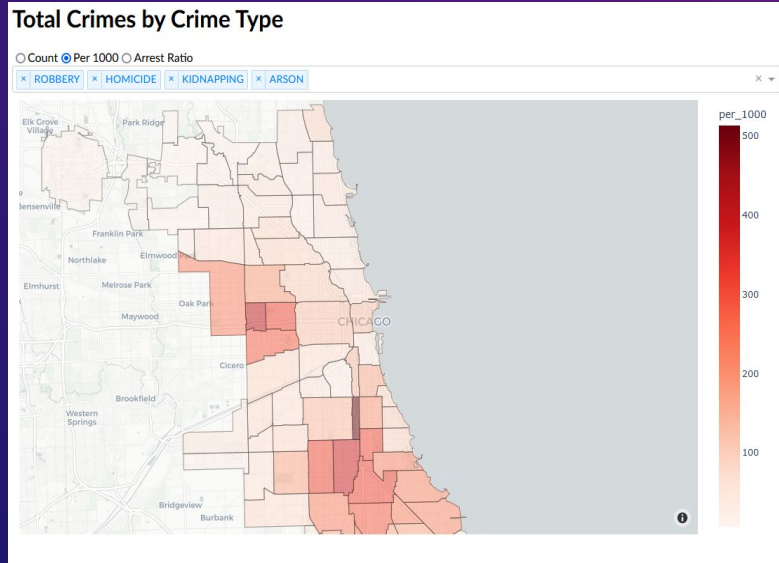 Total Crimes by Crime Type
Count Per 1000 Arrest Ratio
× ROBBERY × HOMICIDE × KIDNAPPING × ARSON ×
per_1000
500
400
300
200
100
Elk Grove
Village
Park Ridge
Bensenville
Franklin Park
Northlake
Elmwood Park
Elmhurst
Melrose Park
Oak Park
Maywood
CHICAGO
Cicero
Brookfield
Western
Springs
Bridgeview
Burbank